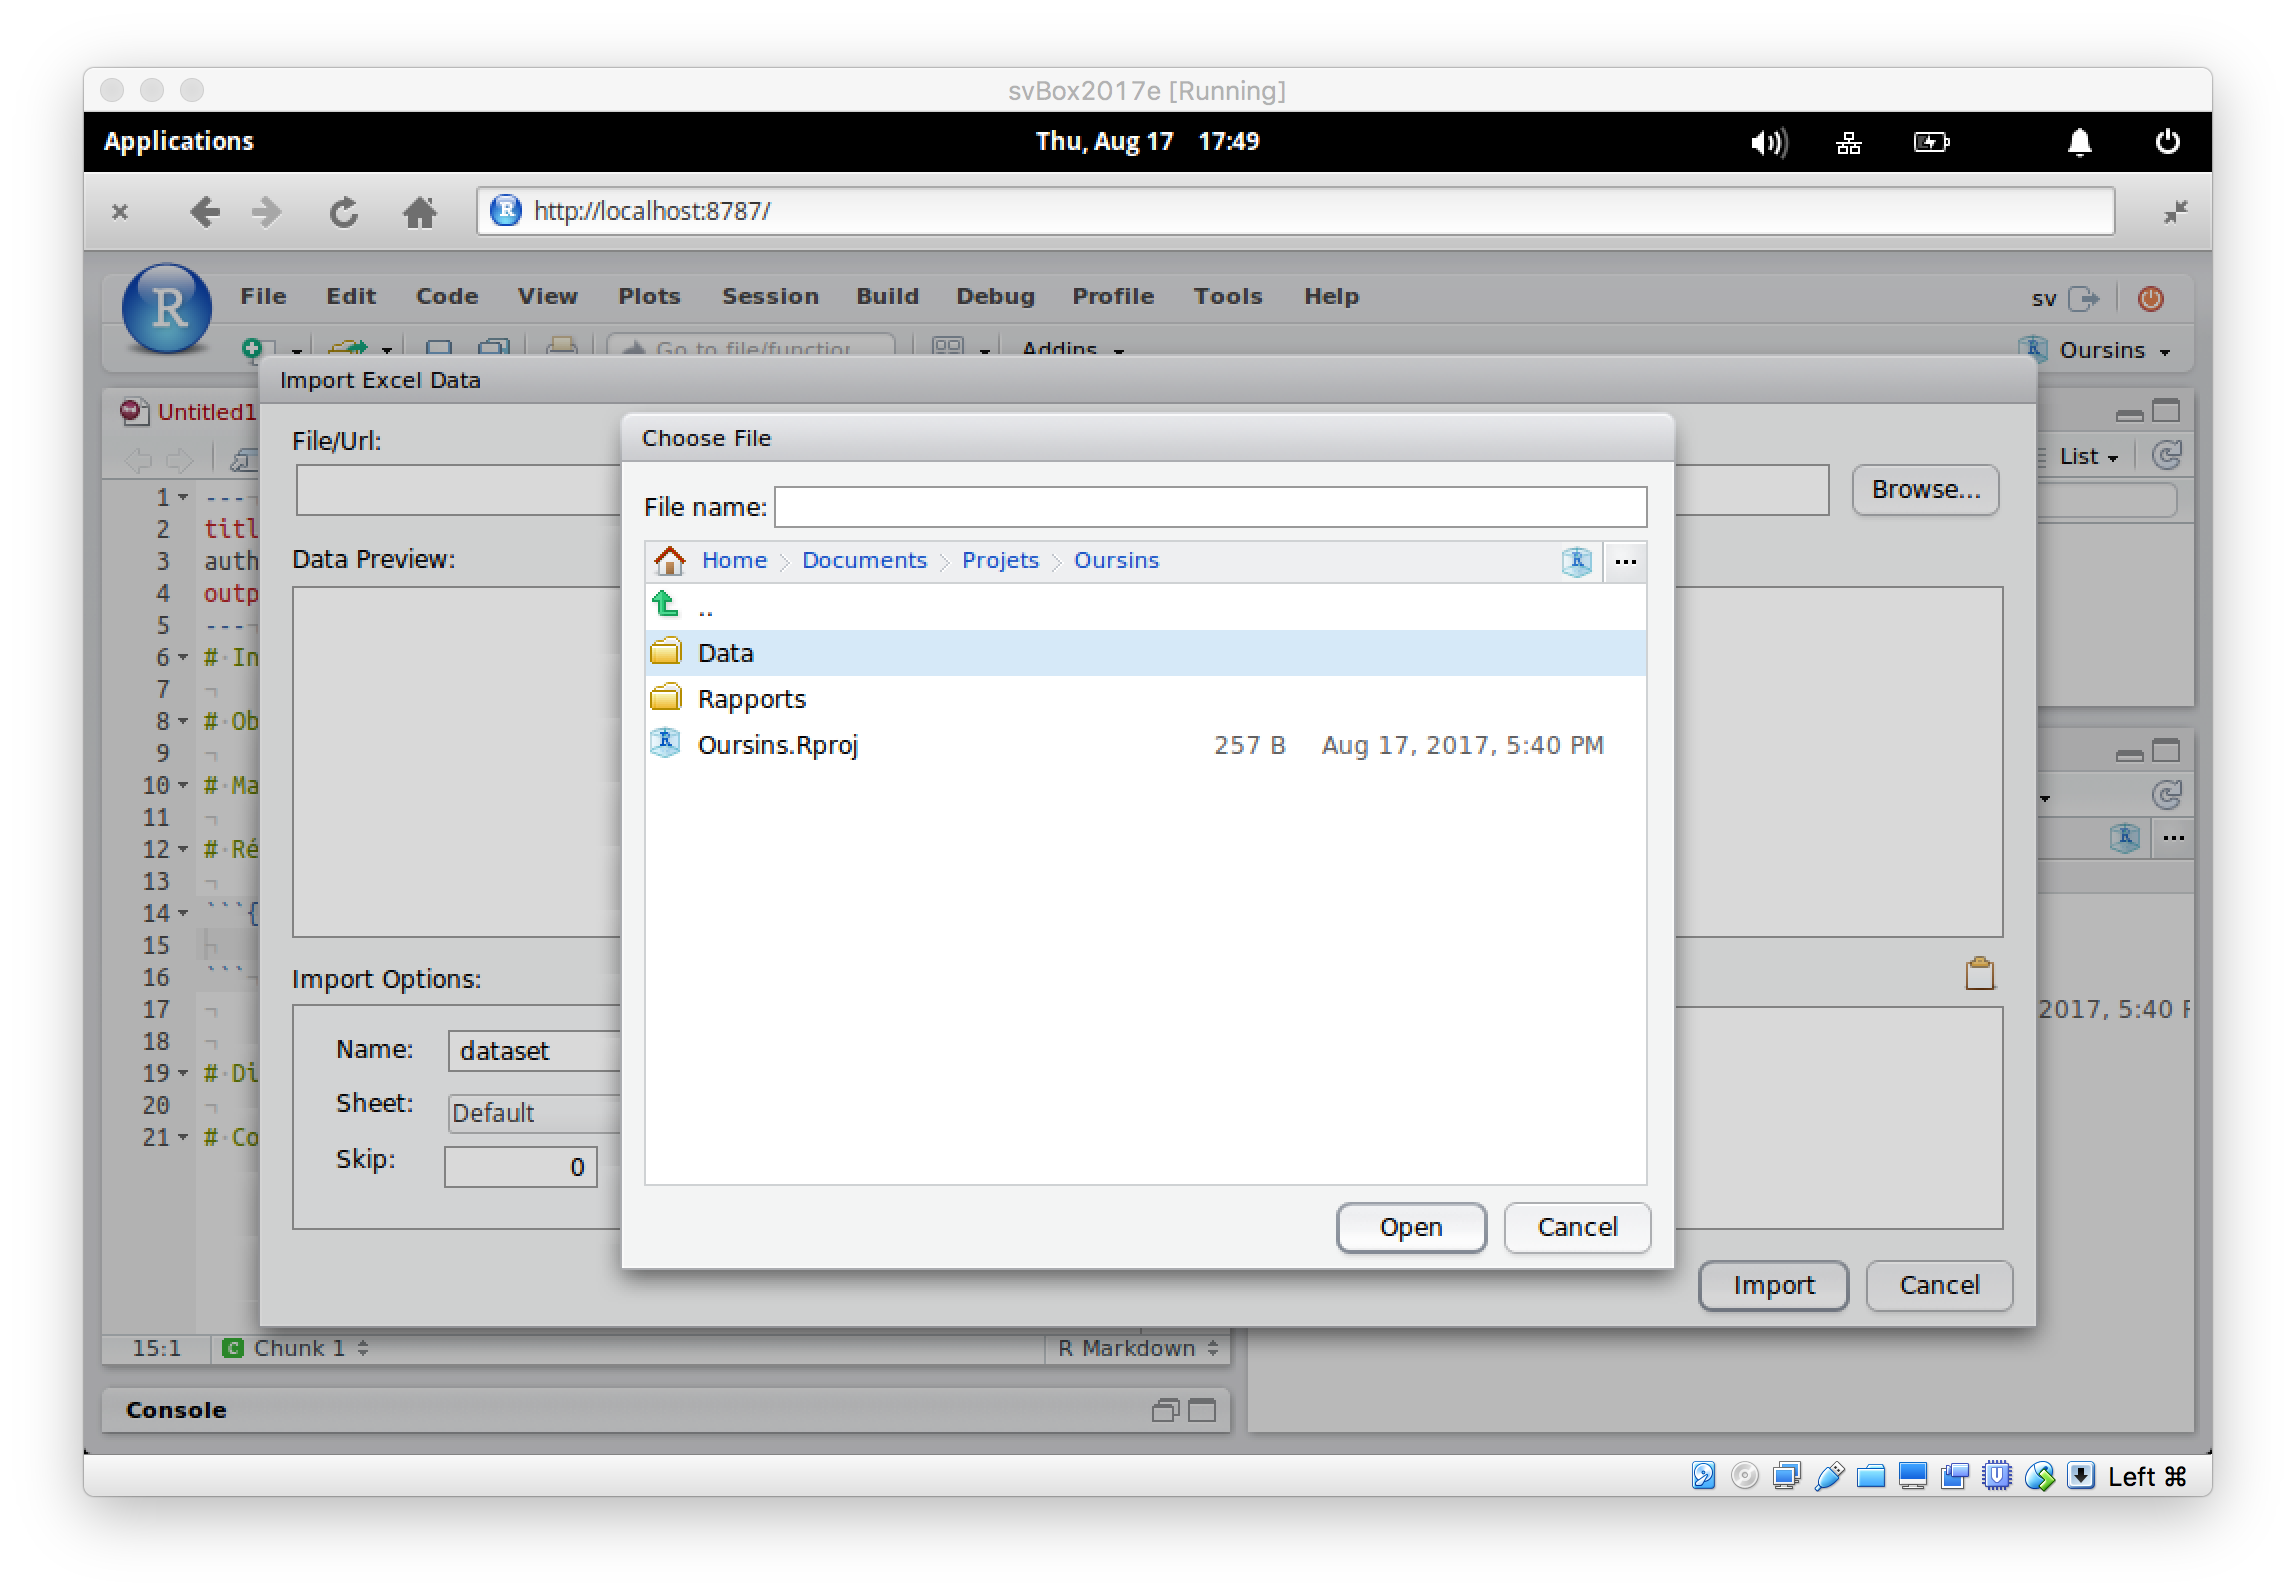 svBox2017e [Running]
Applications Thu, Aug 17 17:49
http://localhost:8787/
R File Edit Code View Plots Session Build Debug Profile Tools Help sv
Go to file/function Addins Oursins
Import Excel Data
Untitled1
File/Url:
Browse...
List
Choose File
File name:
Home Documents Projets Oursins ...
..
Data
Rapports
Oursins.Rproj 257 B Aug 17, 2017, 5:40 PM
Open Cancel
Data Preview:
Import Options:
Name: dataset
Sheet: Default
Skip: 0
Import Cancel
1 ---
2 titl
3 auth
4 outp
5 ---
6 # In
7
8 # Ob
9
10 # Ma
11
12 # Ré
13
14 ```{
15
16 ```
17
18
19 # Di
20
21 # Co
...
2017, 5:40 P
15:1 C Chunk 1 R Markdown
Console
Left ⌘